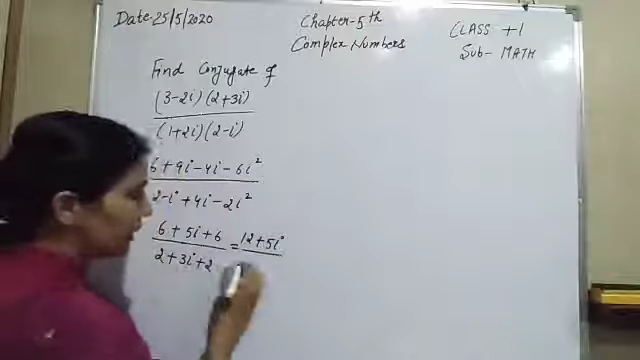 Date-25/5/2020
Chapter-5th
Complex Numbers
CLASS +1
Sub- MATH
Find Conjugate of
(3-2i)(2+3i)
(1+2i)(2-i)
6+9i-4i-6i²
2-i+4i-2i²
6+5i+6 = 12+5i
2+3i+2